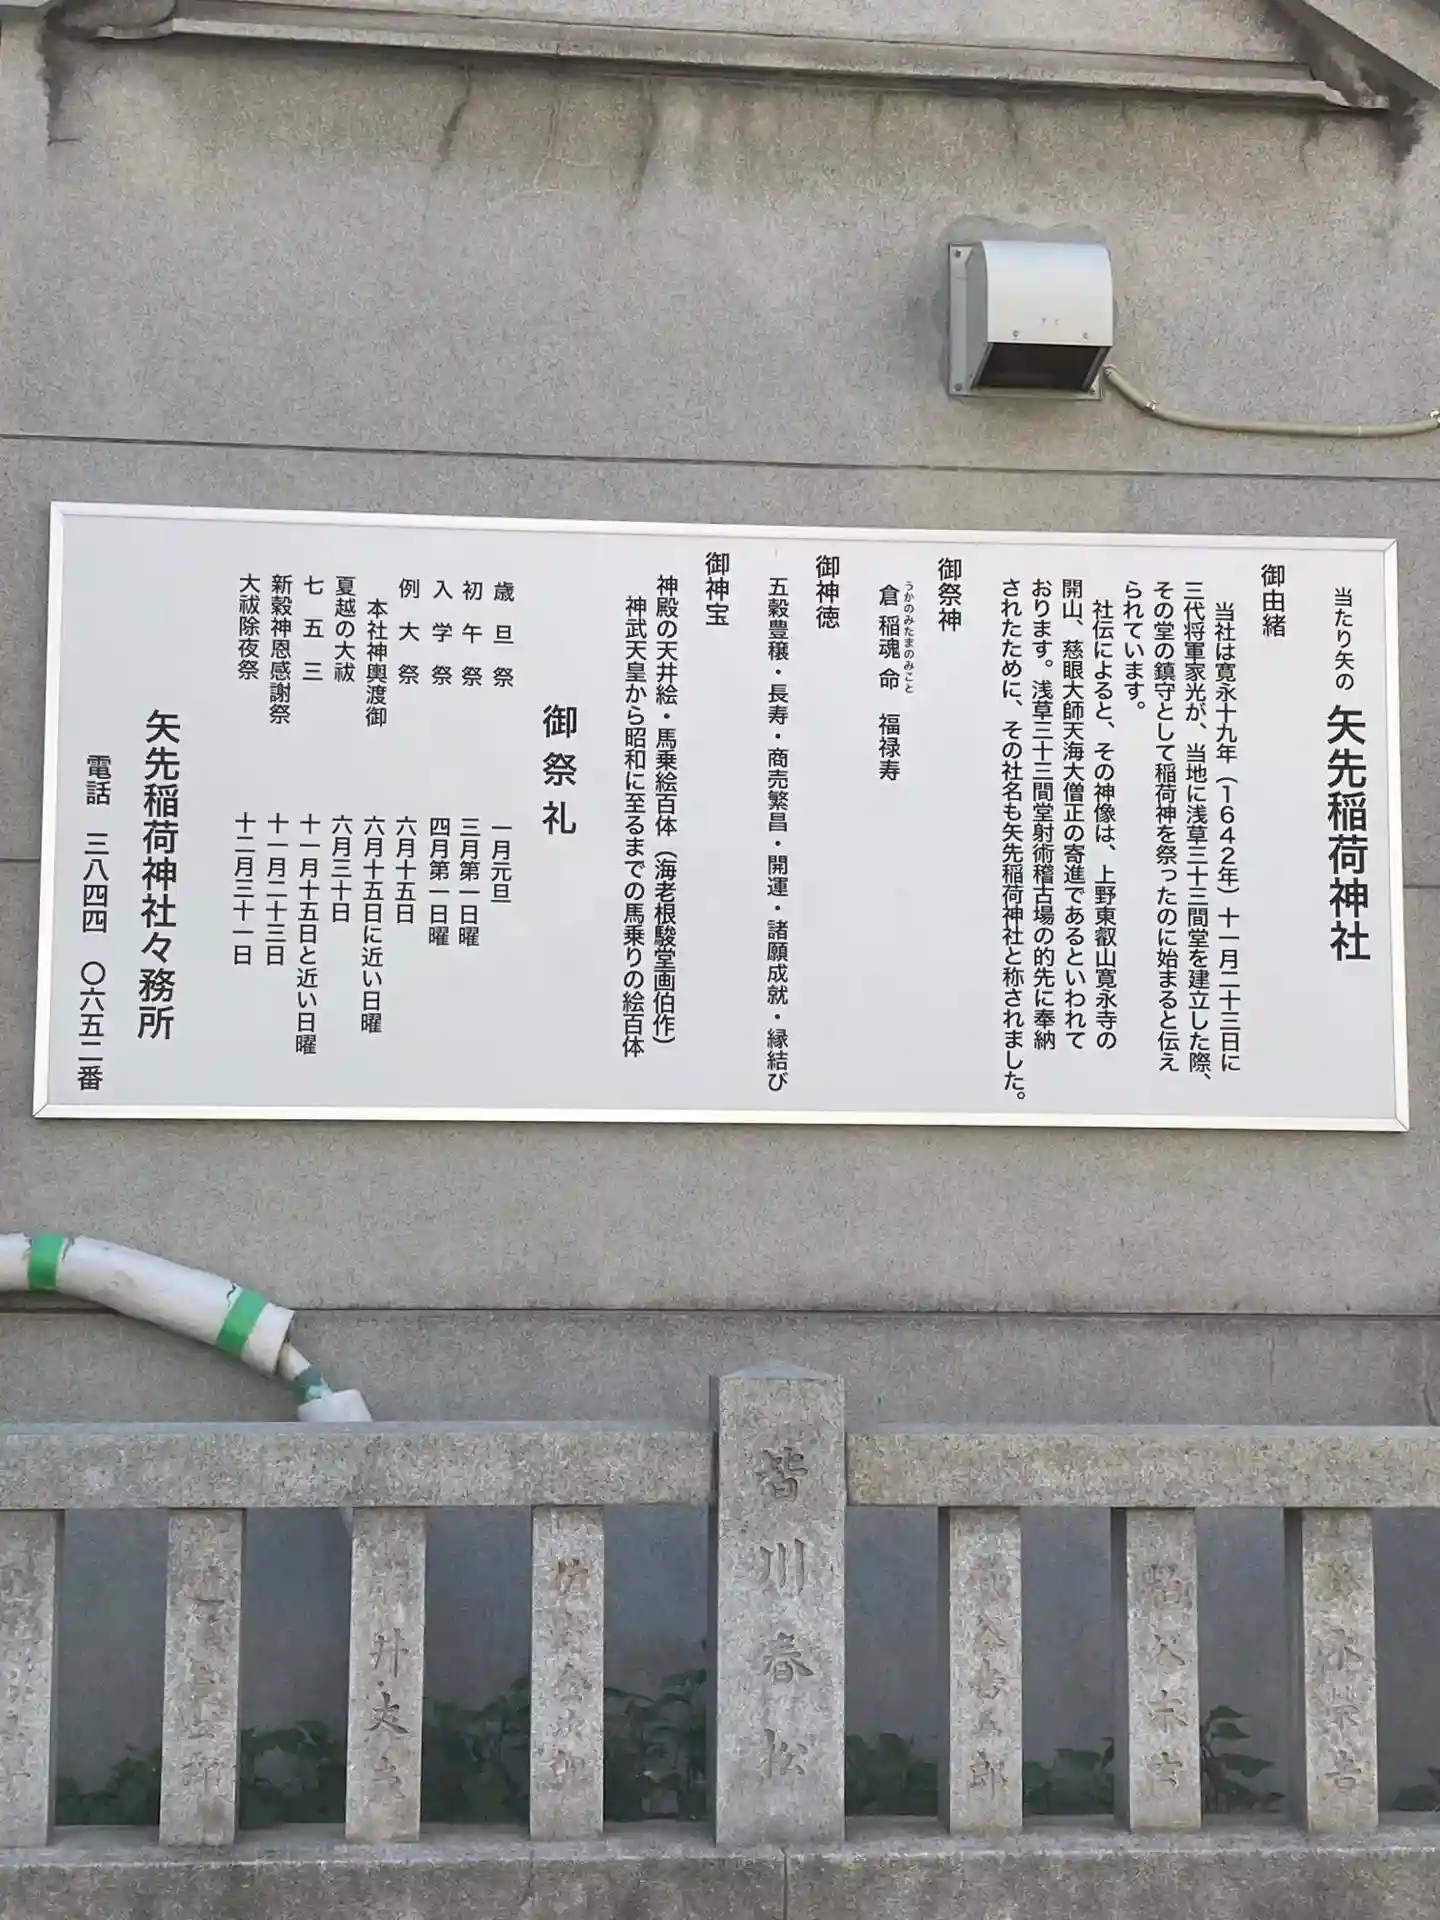 当たり矢の 矢先稲荷神社
御由緒
当社は寛永十九年（1642年）十一月二十三日に
三代将軍家光が、当地に浅草三十三間堂を建立した際、
その堂の鎮守として稲荷神を祭ったのに始まると伝え
られています。
社伝によると、その神像は、上野東叡山寛永寺の
開山、慈眼大師天海大僧正の寄進であるといわれて
おります。浅草三十三間堂射術稽古場の的先に奉納
されたために、その社名も矢先稲荷神社と称されました。
御祭神
うかのみたまのみこと
倉稲魂命 福禄寿
御神徳
五穀豊穣・長寿・商売繁昌・開運・諸願成就・縁結び
御神宝
神殿の天井絵・馬乗絵百体（海老根駿堂画伯作）
神武天皇から昭和に至るまでの馬乗りの絵百体
御祭礼
歳旦祭 一月元旦
初午祭 三月第一日曜
入学祭 四月第一日曜
例大祭 六月十五日
本社神輿渡御 六月十五日に近い日曜
夏越の大祓 六月三十日
七五三 十一月十五日と近い日曜
新穀神恩感謝祭 十一月二十三日
大祓除夜祭 十二月三十一日
矢先稲荷神社々務所
電話 三八四四 〇六五二番
皆川春松